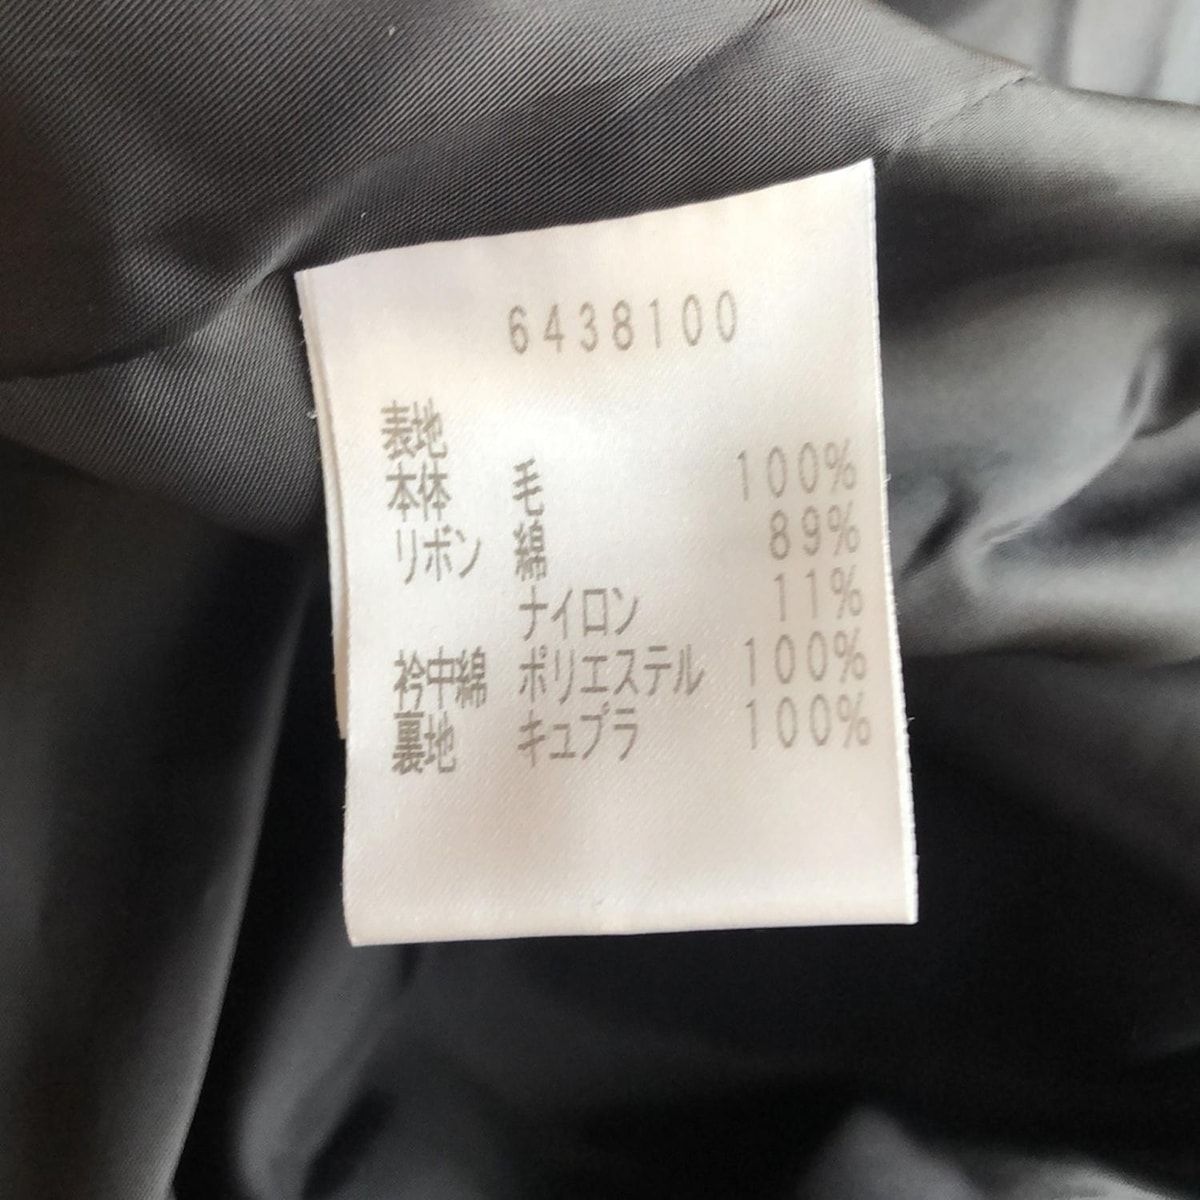 6438100
表地
本体 毛 100%
リボン 綿 89%
ナイロン 11%
衿中綿 ポリエステル 100%
裏地 キュプラ 100%